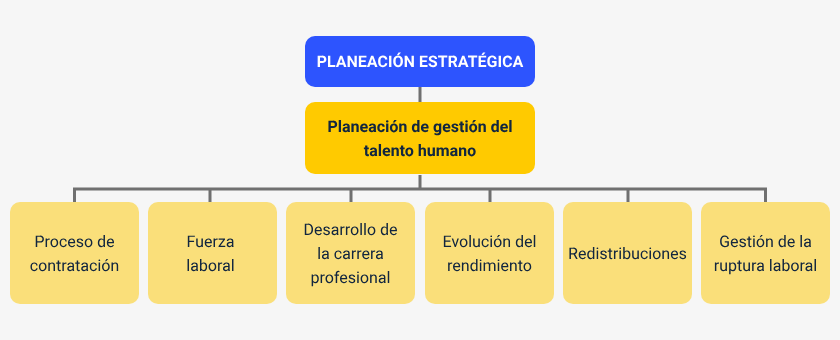 PLANEACIÓN ESTRATÉGICA
Planeación de gestión del
talento humano
Proceso de
contratación
Fuerza
laboral
Desarrollo de
la carrera
profesional
Evolución del
rendimiento
Redistribuciones
Gestión de la
ruptura laboral